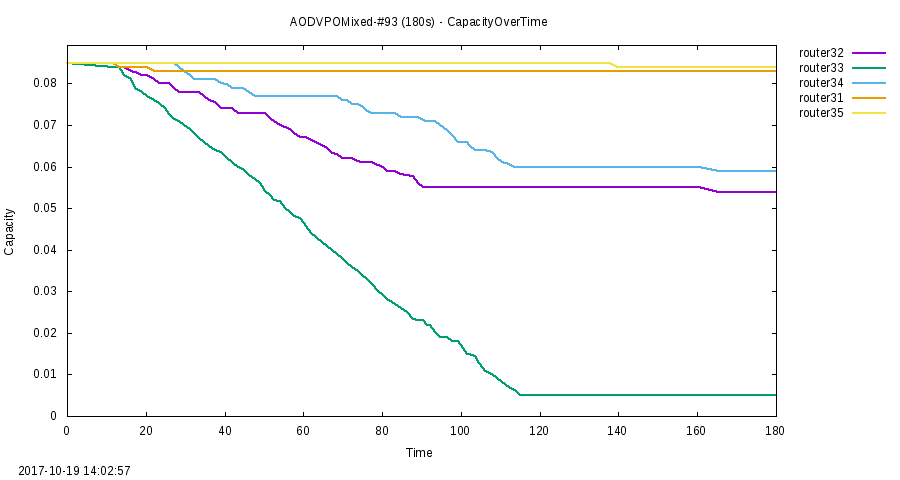 AODVPOMixed-#93 (180s) - CapacityOverTime
router32
router33
router34
router31
router35
0.08
0.07
0.06
0.05
0.04
0.03
0.02
0.01
0
Capacity
0 20 40 60 80 100 120 140 160 180
Time
2017-10-19 14:02:57